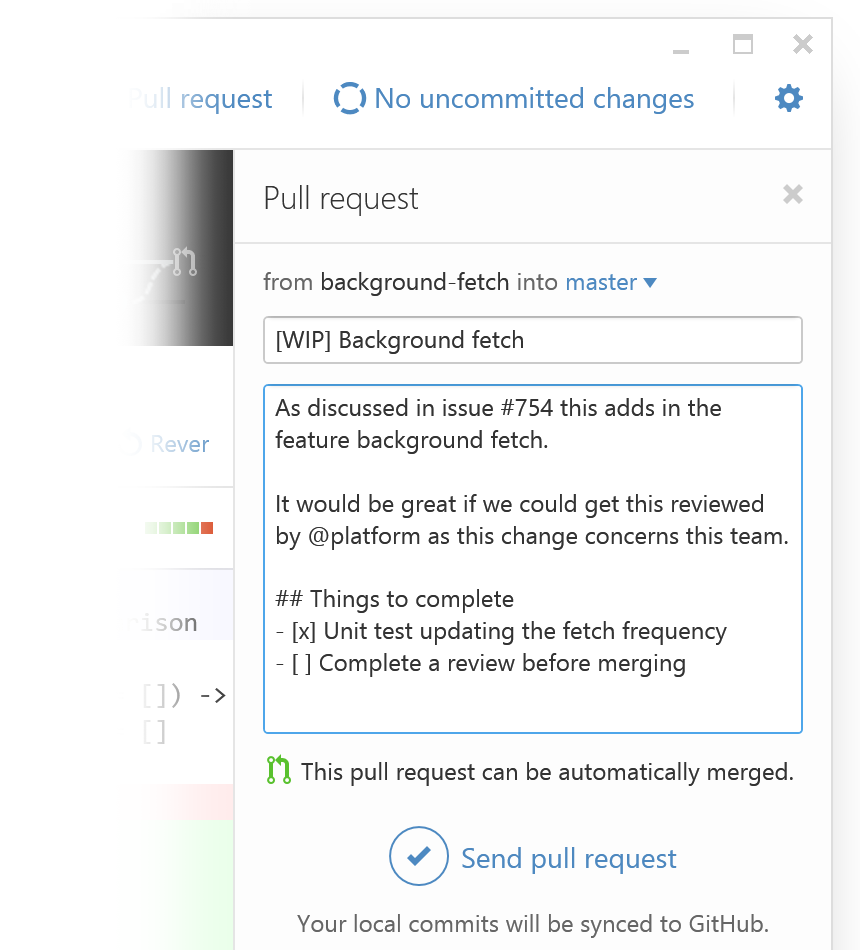 Pull request
No uncommitted changes
Pull request
from background-fetch into master
[WIP] Background fetch
As discussed in issue #754 this adds in the
feature background fetch.
It would be great if we could get this reviewed
by @platform as this change concerns this team.
## Things to complete
- [x] Unit test updating the fetch frequency
- [ ] Complete a review before merging
This pull request can be automatically merged.
Send pull request
Your local commits will be synced to GitHub.
Rever
rison
[]) ->
[]